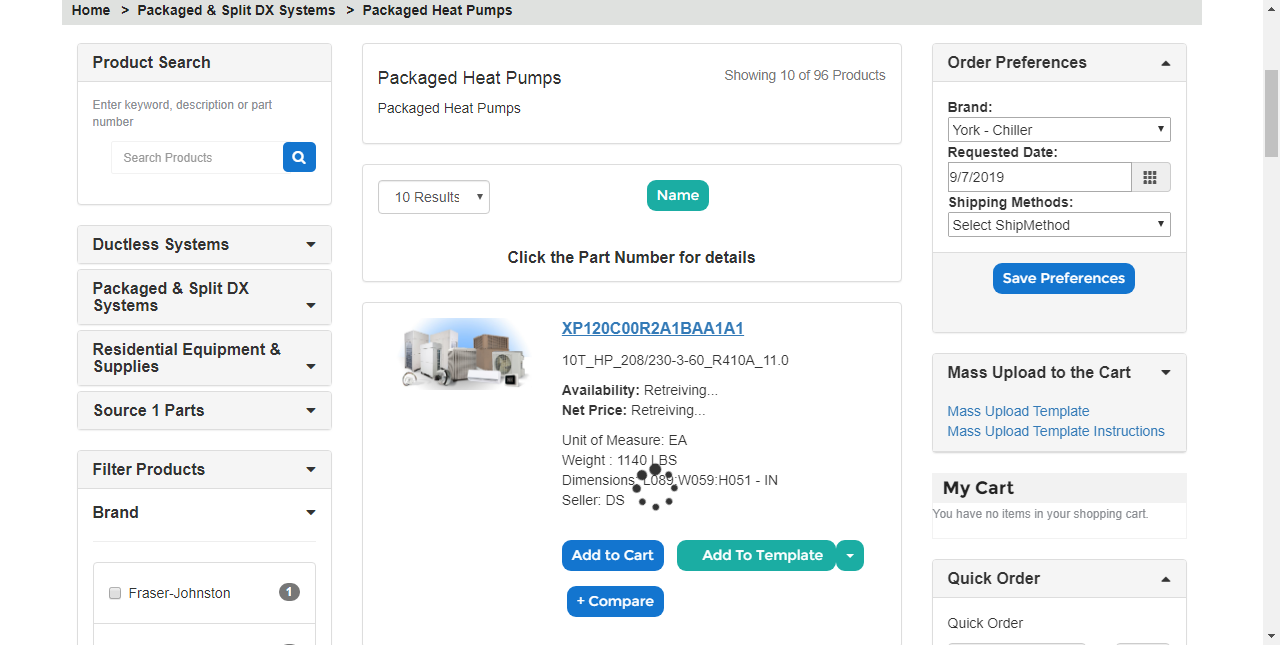 Home > Packaged & Split DX Systems > Packaged Heat Pumps
Product Search
Enter keyword, description or part
number
Search Products
Ductless Systems
Packaged & Split DX
Systems
Residential Equipment &
Supplies
Source 1 Parts
Filter Products
Brand
Fraser-Johnston 1
Packaged Heat Pumps
Showing 10 of 96 Products
Packaged Heat Pumps
10 Results
Name
Click the Part Number for details
XP120C00R2A1BAA1A1
10T_HP_208/230-3-60_R410A_11.0
Availability: Retreiving...
Net Price: Retreiving...
Unit of Measure: EA
Weight : 1140 LBS
Dimensions: L089:W059:H051 - IN
Seller: DS
Add to Cart
Add To Template
+ Compare
Order Preferences
Brand:
York - Chiller
Requested Date:
9/7/2019
Shipping Methods:
Select ShipMethod
Save Preferences
Mass Upload to the Cart
Mass Upload Template
Mass Upload Template Instructions
My Cart
You have no items in your shopping cart.
Quick Order
Quick Order